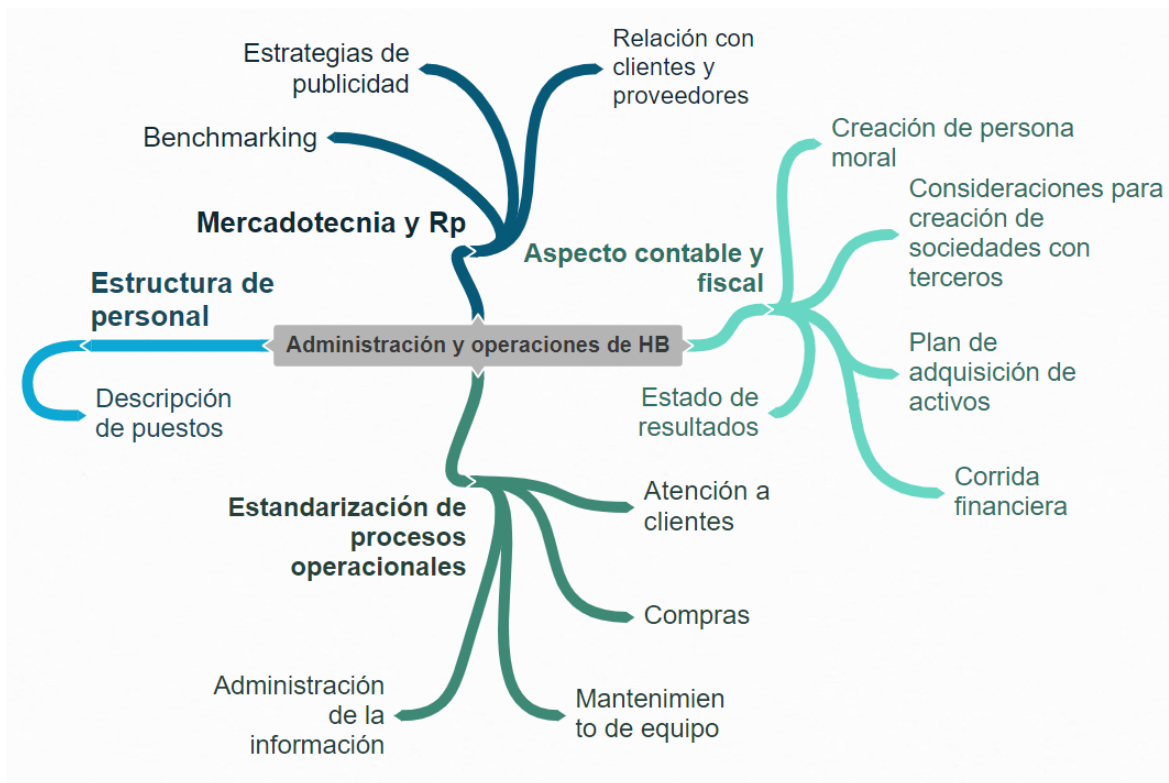 Estrategias de
publicidad
Relación con
clientes y
proveedores
Benchmarking
Mercadotecnia y Rp
Creación de persona
moral
Consideraciones para
creación de
sociedades con
terceros
Aspecto contable y
fiscal
Estructura de
personal
Administración y operaciones de HB
Plan de
adquisición de
activos
Descripción
de puestos
Estado de
resultados
Corrida
financiera
Estandarización de
procesos
operacionales
Atención a
clientes
Compras
Administración
de la
información
Mantenimien
to de equipo